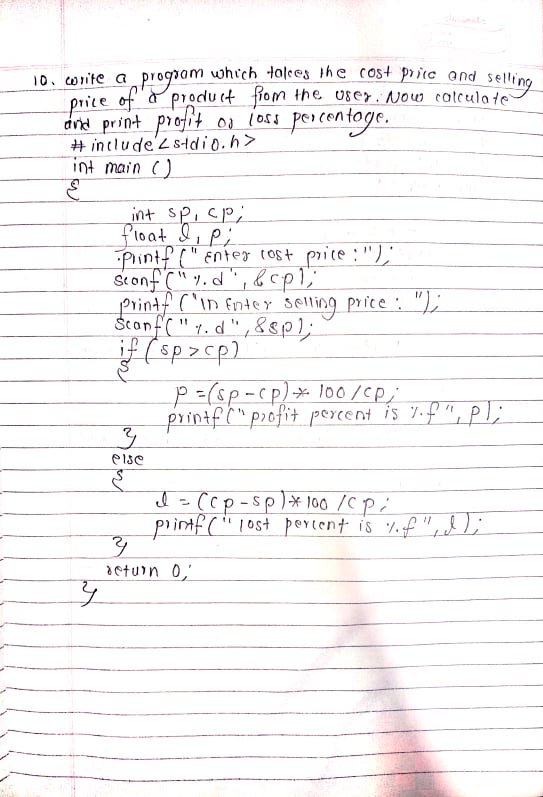 10. write a program which takes the cost price and selling
price of a product from the user. Now calculate
and print profit or loss percentage.
# include <stdio.h>
int main ()
{
int sp, cp;
float l, p;
printf (" Enter cost price :");
scanf (" %d", &cp);
printf ("\n Enter selling price : ");
scanf (" %d", &sp);
if (sp > cp)
{
p = (sp - cp) * 100 / cp;
printf (" profit percent is %f ", p);
}
else
{
l = (cp - sp) * 100 / cp;
printf (" lost percent is %f ", l);
}
return 0;
}